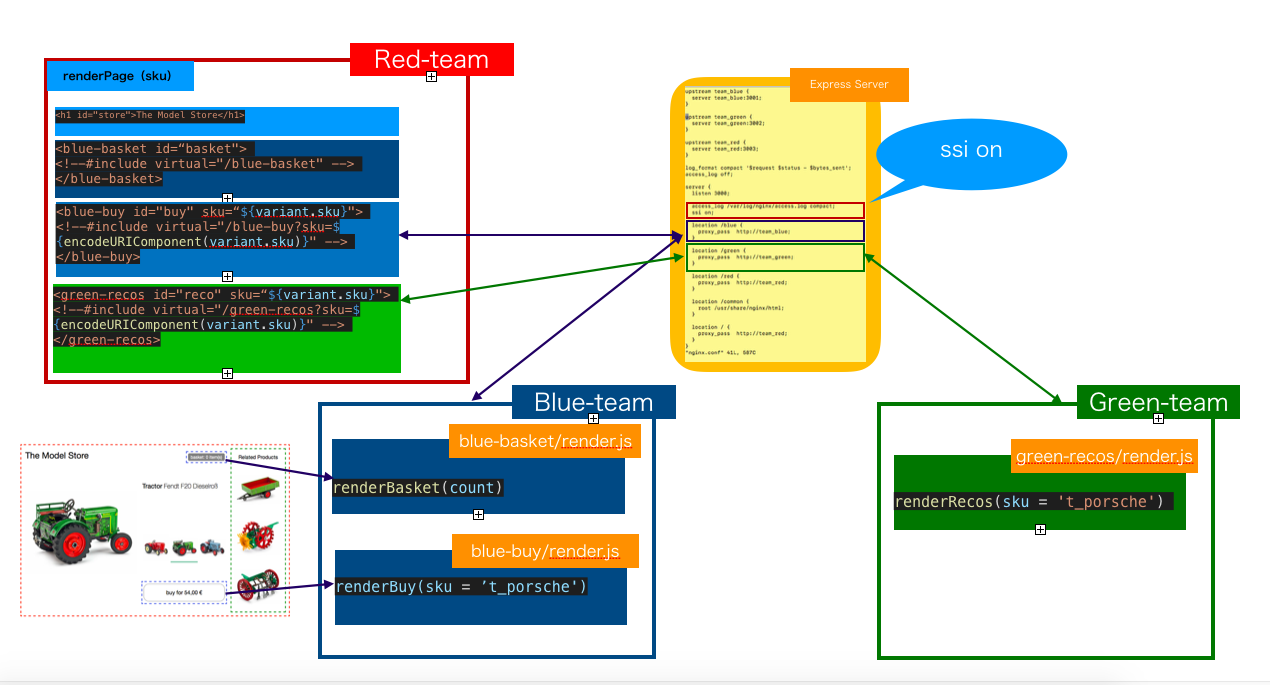 Red-team
renderPage (sku)
<h1 id="store">The Model Store</h1>
<blue-basket id=“basket">
<!--#include virtual="/blue-basket" -->
</blue-basket>
<blue-buy id="buy" sku=“${variant.sku}">
<!--#include virtual="/blue-buy?sku=$
{encodeURIComponent(variant.sku)}" -->
</blue-buy>
<green-recos id="reco" sku=“${variant.sku}">
<!--#include virtual="/green-recos?sku=$
{encodeURIComponent(variant.sku)}" -->
</green-recos>
Express Server
upstream team_blue {
server team_blue:3001;
}
upstream team_green {
server team_green:3002;
}
upstream team_red {
server team_red:3003;
}
log_format compact '$request $status - $bytes_sent';
access_log off;
server {
listen 3000;
access_log /var/log/nginx/access.log compact;
ssi on;
location /blue {
proxy_pass http://team_blue;
}
location /green {
proxy_pass http://team_green;
}
location /red {
proxy_pass http://team_red;
}
location /common {
root /usr/share/nginx/html;
}
location / {
proxy_pass http://team_red;
}
}
"nginx.conf" 41L, 587C
ssi on
Blue-team
blue-basket/render.js
renderBasket(count)
blue-buy/render.js
renderBuy(sku = ’t_porsche')
Green-team
green-recos/render.js
renderRecos(sku = 't_porsche')
The Model Store
basket: 0 item(s)
Related Products
Tractor Fendt F20 Dieselroß
buy for 54,00 €